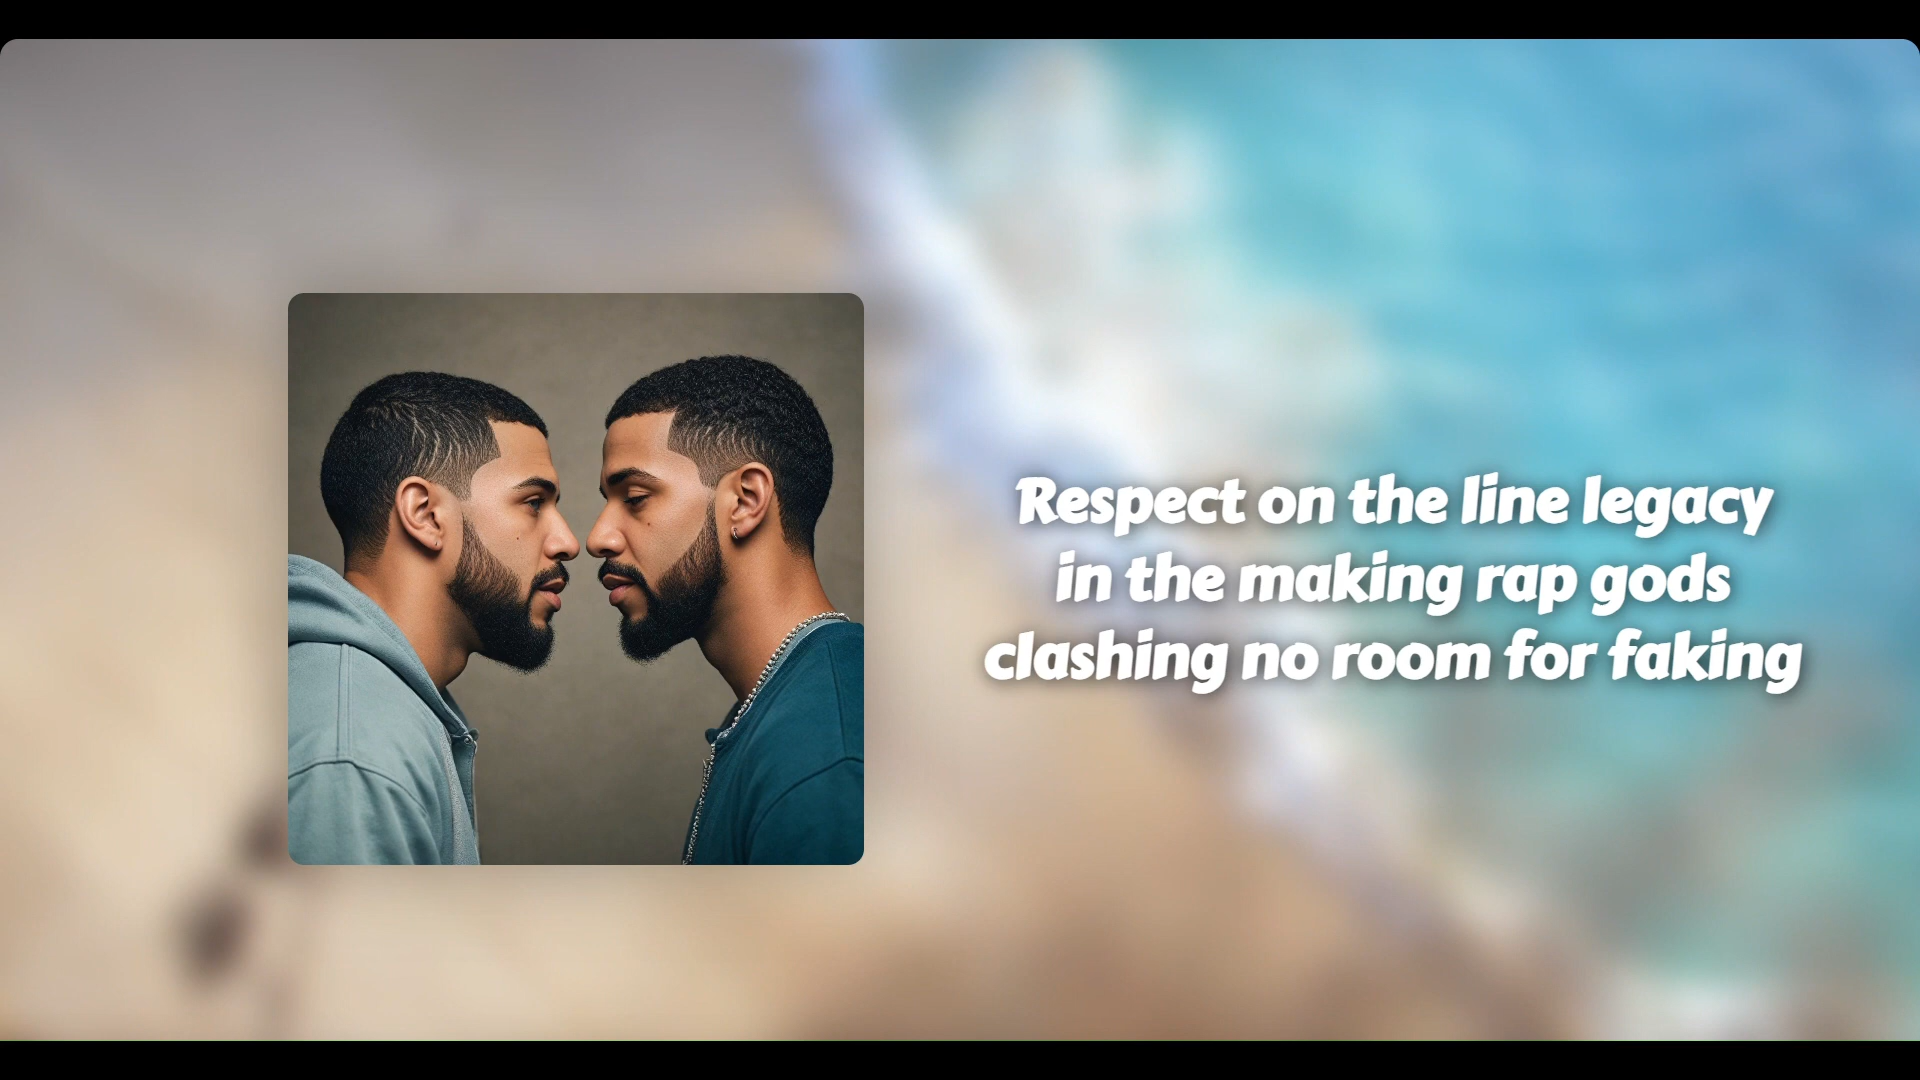 Respect on the line legacy
in the making rap gods
clashing no room for faking